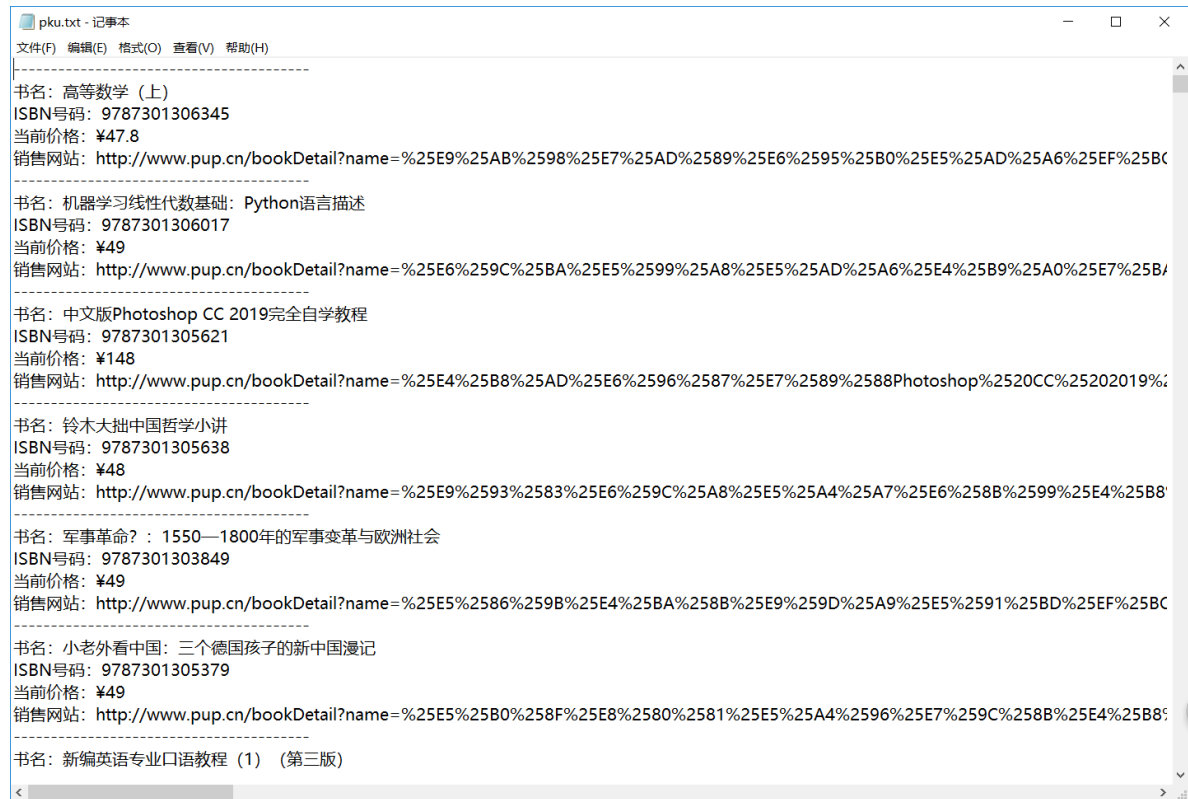 pku.txt - 记事本
文件(F) 编辑(E) 格式(O) 查看(V) 帮助(H)
---------------------------------------
书名：高等数学（上）
ISBN号码：9787301306345
当前价格：¥47.8
销售网站：http://www.pup.cn/bookDetail?name=%25E9%25AB%2598%25E7%25AD%2589%25E6%2595%25B0%25E5%25AD%25A6%25EF%25BC
---------------------------------------
书名：机器学习线性代数基础：Python语言描述
ISBN号码：9787301306017
当前价格：¥49
销售网站：http://www.pup.cn/bookDetail?name=%25E6%259C%25BA%25E5%2599%25A8%25E5%25AD%25A6%25E4%25B9%25A0%25E7%25BA
---------------------------------------
书名：中文版Photoshop CC 2019完全自学教程
ISBN号码：9787301305621
当前价格：¥148
销售网站：http://www.pup.cn/bookDetail?name=%25E4%25B8%25AD%25E6%2596%2587%25E7%2589%2588Photoshop%2520CC%25202019%2
---------------------------------------
书名：铃木大拙中国哲学小讲
ISBN号码：9787301305638
当前价格：¥48
销售网站：http://www.pup.cn/bookDetail?name=%25E9%2593%2583%25E6%259C%25A8%25E5%25A4%25A7%25E6%258B%2599%25E4%25B8
---------------------------------------
书名：军事革命？：1550—1800年的军事变革与欧洲社会
ISBN号码：9787301303849
当前价格：¥49
销售网站：http://www.pup.cn/bookDetail?name=%25E5%2586%259B%25E4%25BA%258B%25E9%259D%25A9%25E5%2591%25BD%25EF%25BC
---------------------------------------
书名：小老外看中国：三个德国孩子的新中国漫记
ISBN号码：9787301305379
当前价格：¥49
销售网站：http://www.pup.cn/bookDetail?name=%25E5%25B0%258F%25E8%2580%2581%25E5%25A4%2596%25E7%259C%258B%25E4%25B8%
---------------------------------------
书名：新编英语专业口语教程（1）（第三版）